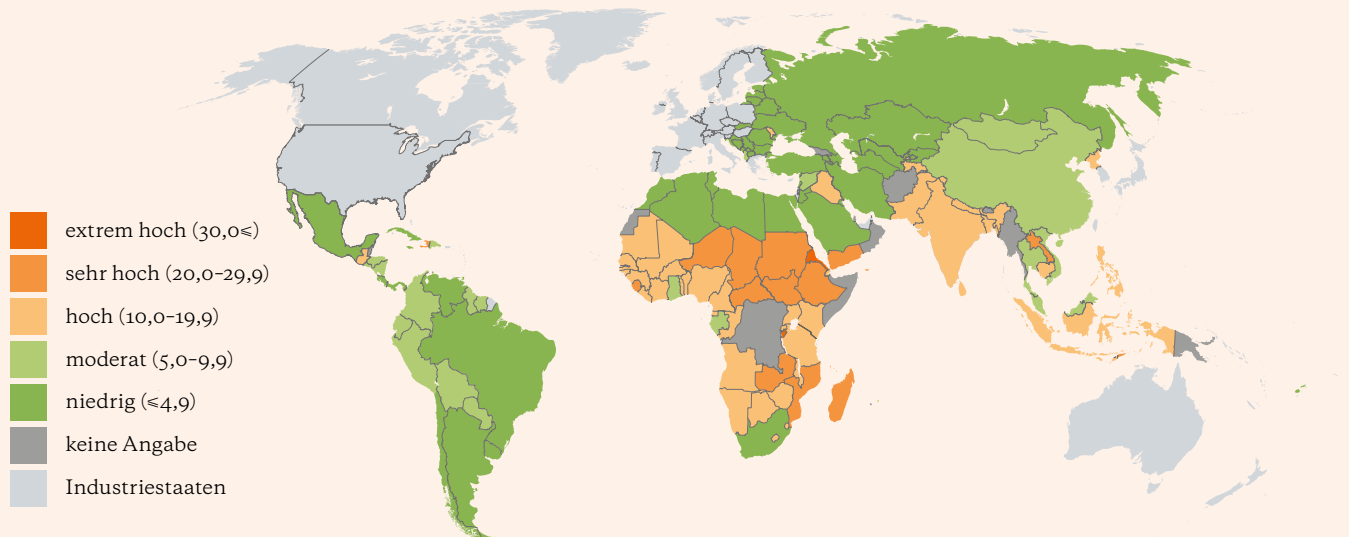 extrem hoch (30,0≤)
sehr hoch (20,0–29,9)
hoch (10,0–19,9)
moderat (5,0–9,9)
niedrig (≤4,9)
keine Angabe
Industriestaaten